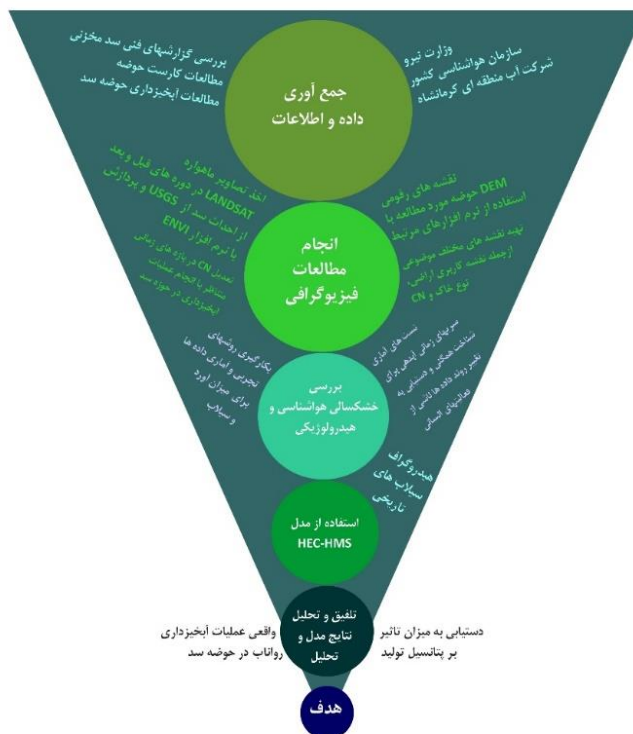 وزارت نیرو
سازمان هواشناسی کشور
شرکت آب منطقه ای کرمانشاه
جمع آوری
داده و اطلاعات
بررسی گزارشهای فنی سد مخزنی
مطالعات کارست حوضه
مطالعات آبخیزداری حوضه سد
نقشه های رقومی
DEM حوضه مورد مطالعه با
استفاده از نرم افزارهای مرتبط
تهیه نقشه های مختلف موضوعی
ازجمله نقشه کاربری اراضی،
نوع خاک و CN
انجام
مطالعات
فیزیوگرافی
اخذ تصاویر ماهواره
LANDSAT در دوره های قبل و بعد
از احداث سد از USGS و پردازش
با نرم افزار ENVI
تعدیل CN در بازه های زمانی
متناظر با انجام عملیات
آبخیزداری در حوزه سد
تست های آماری
سریهای زمانی آبدهی برای
شناخت همگنی و دستیابی به
تغییر روند داده ها ناشی از
فعالیتهای انسانی
بررسی
خشکسالی هواشناسی و
هیدرولوژیکی
بکارگیری روشهای
تجربی و آماری داده ها
برای میزان آورد
و سیلاب
هیدروگراف
سیلاب های
تاریخی
استفاده از مدل
HEC-HMS
دستیابی به میزان تاثیر
بر پتانسیل تولید
تلفیق و تحلیل
نتایج مدل و
تحلیل
واقعی عملیات آبخیزداری
رواناب در حوضه سد
هدف